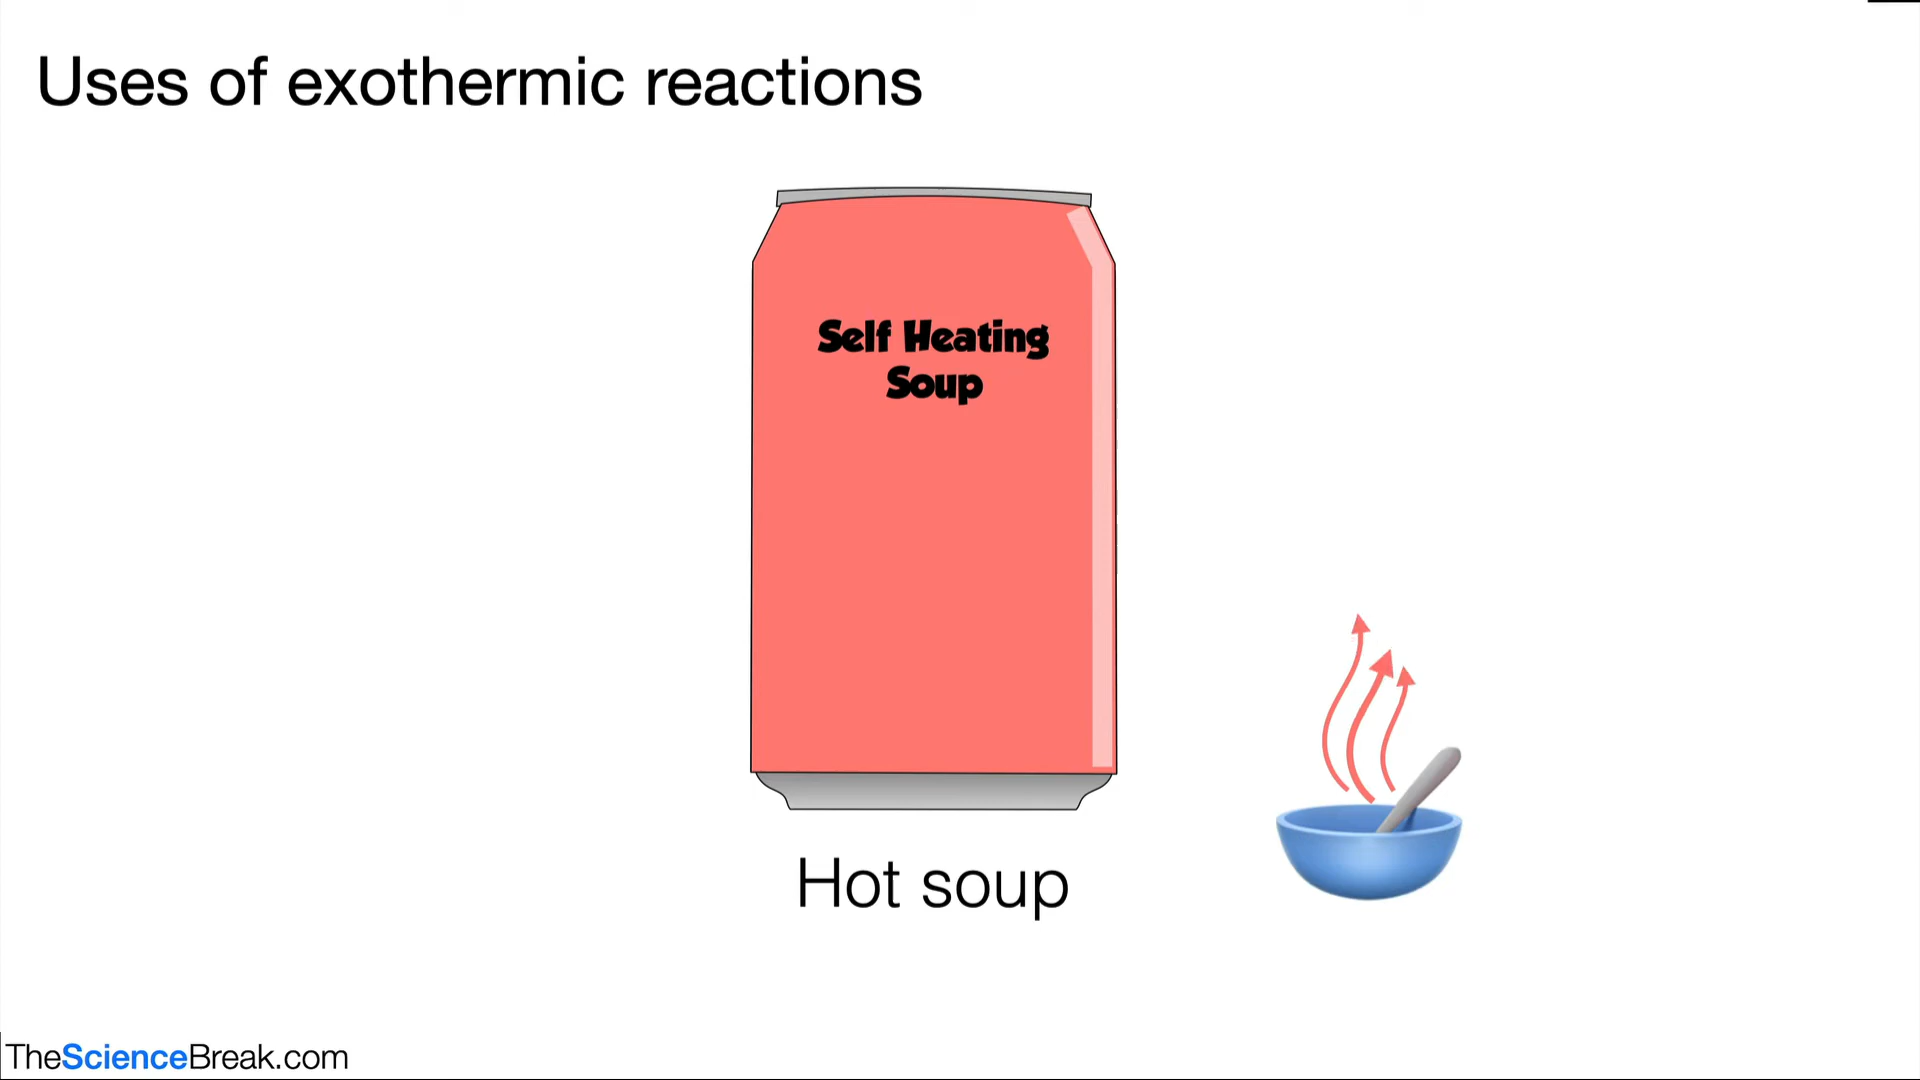 Uses of exothermic reactions
Self Heating
Soup
Hot soup
TheScienceBreak.com